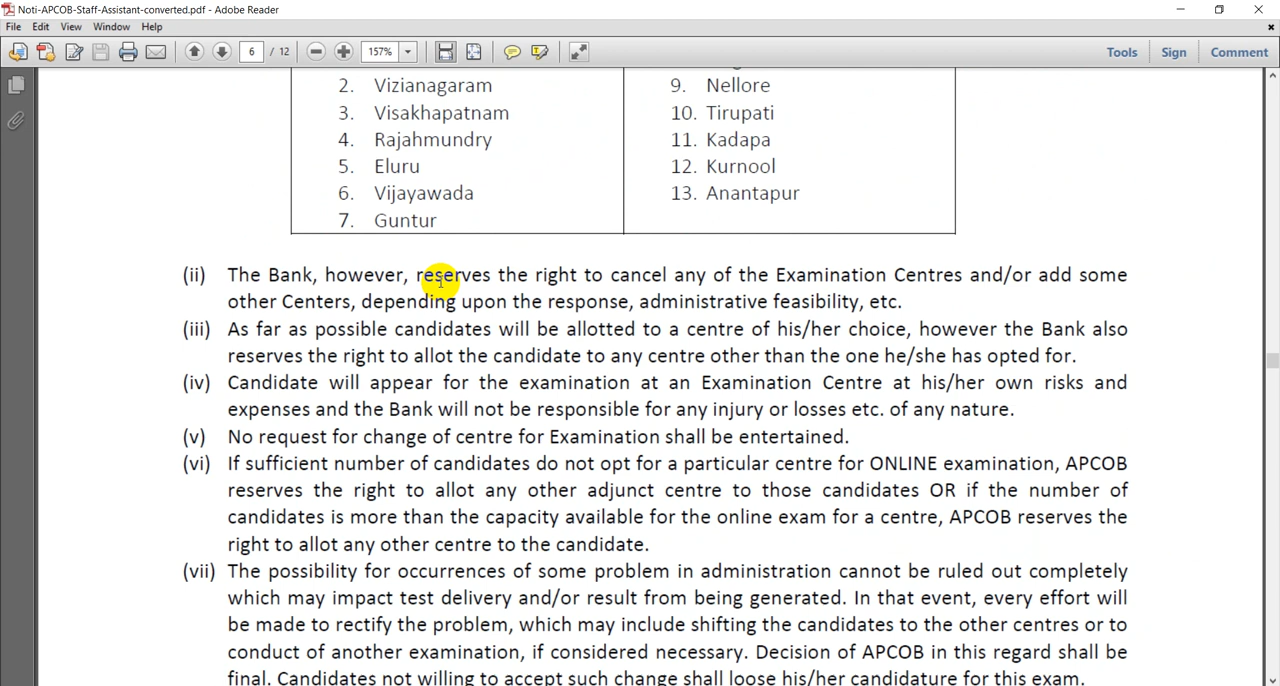 Noti-APCOB-Staff-Assistant-converted.pdf - Adobe Reader
File Edit View Window Help
6 / 12 157% Tools Sign Comment
2. Vizianagaram 9. Nellore
3. Visakhapatnam 10. Tirupati
4. Rajahmundry 11. Kadapa
5. Eluru 12. Kurnool
6. Vijayawada 13. Anantapur
7. Guntur
(ii) The Bank, however, reserves the right to cancel any of the Examination Centres and/or add some
other Centers, depending upon the response, administrative feasibility, etc.
(iii) As far as possible candidates will be allotted to a centre of his/her choice, however the Bank also
reserves the right to allot the candidate to any centre other than the one he/she has opted for.
(iv) Candidate will appear for the examination at an Examination Centre at his/her own risks and
expenses and the Bank will not be responsible for any injury or losses etc. of any nature.
(v) No request for change of centre for Examination shall be entertained.
(vi) If sufficient number of candidates do not opt for a particular centre for ONLINE examination, APCOB
reserves the right to allot any other adjunct centre to those candidates OR if the number of
candidates is more than the capacity available for the online exam for a centre, APCOB reserves the
right to allot any other centre to the candidate.
(vii) The possibility for occurrences of some problem in administration cannot be ruled out completely
which may impact test delivery and/or result from being generated. In that event, every effort will
be made to rectify the problem, which may include shifting the candidates to the other centres or to
conduct of another examination, if considered necessary. Decision of APCOB in this regard shall be
final. Candidates not willing to accept such change shall loose his/her candidature for this exam.